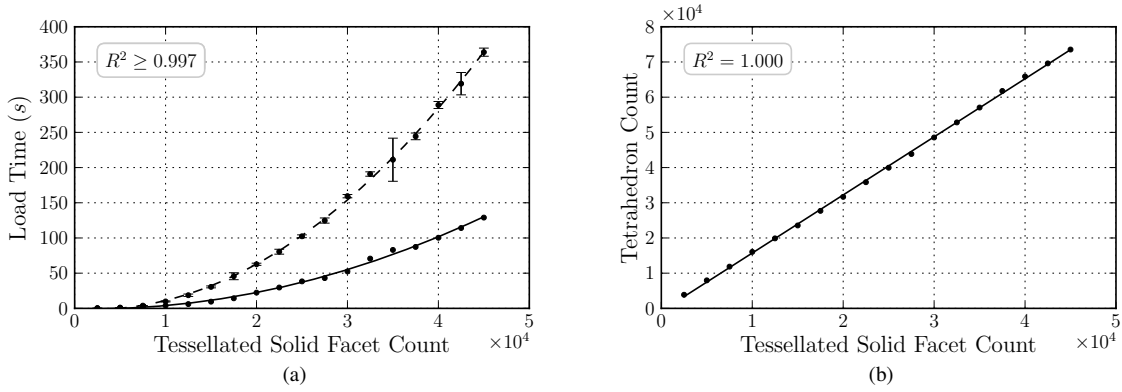 400
350
300
250
200
150
100
50
0
R² ≥ 0.997
Load Time (s)
0 1 2 3 4 5
Tessellated Solid Facet Count ×10⁴
(a)
×10⁴
8
7
6
5
4
3
2
1
0
R² = 1.000
Tetrahedron Count
0 1 2 3 4 5
Tessellated Solid Facet Count ×10⁴
(b)